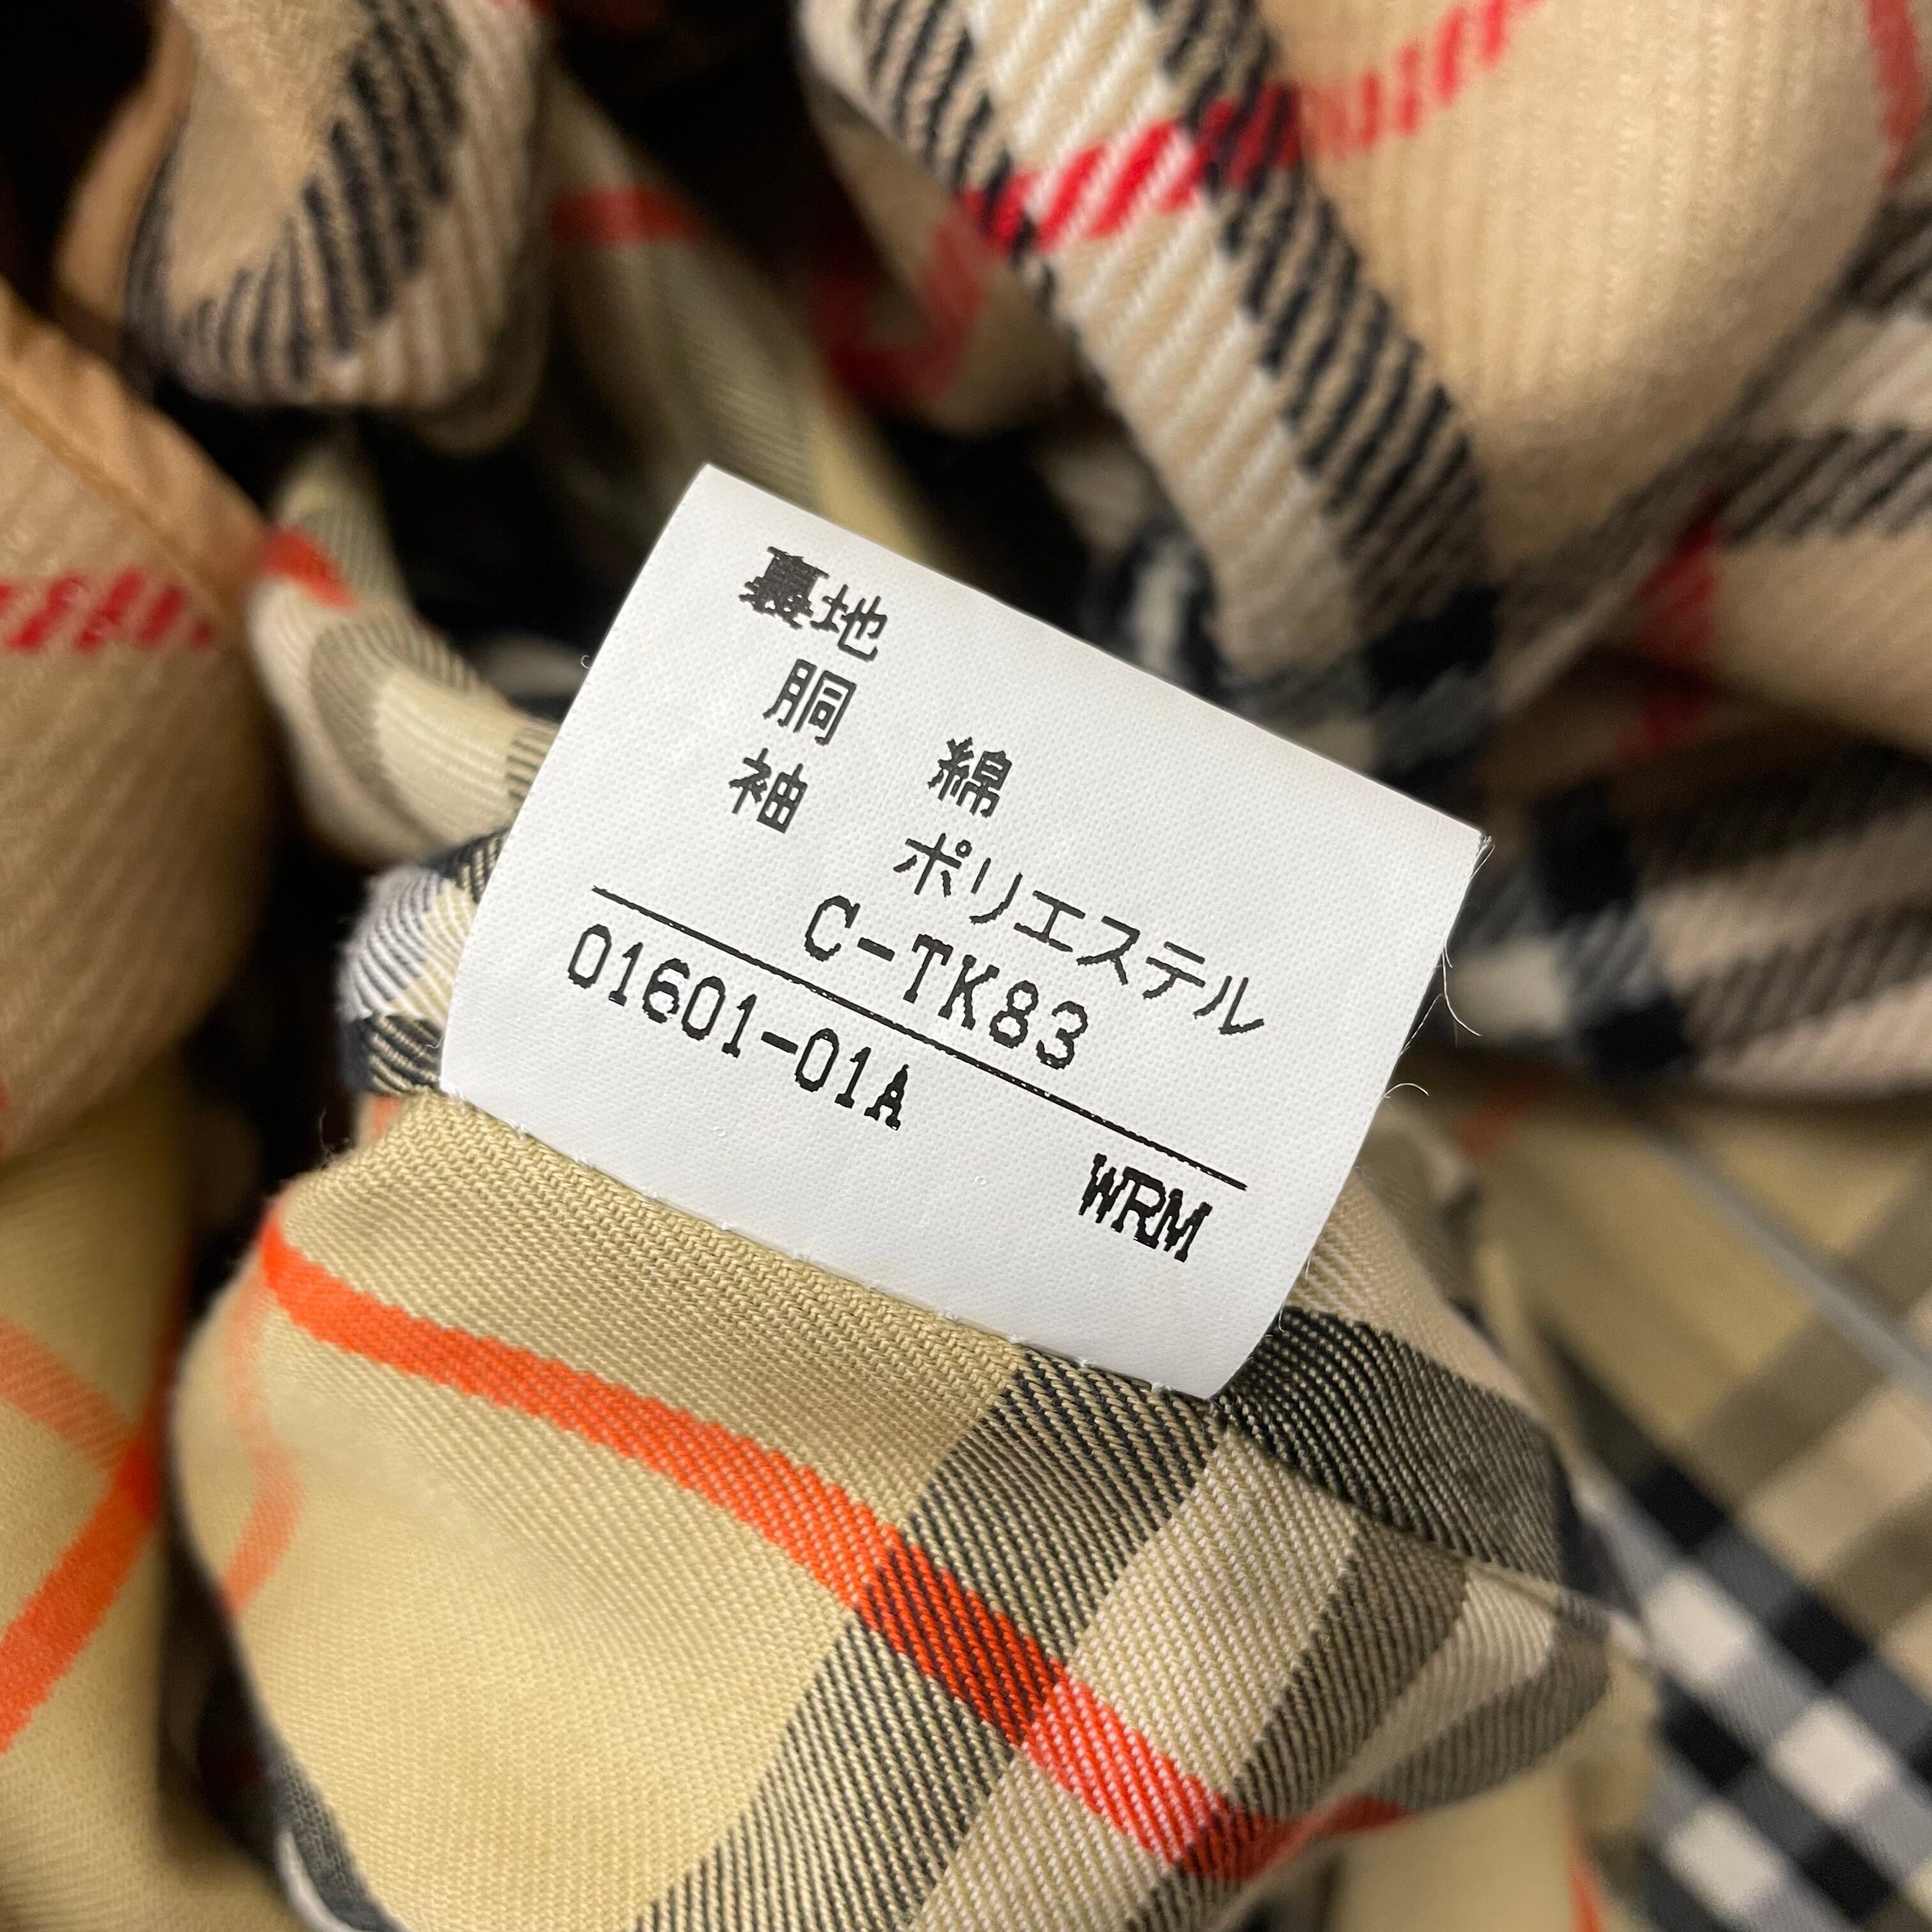 裏地
胴 綿
袖 ポリエステル
C-TK83
01601-01A
WRM